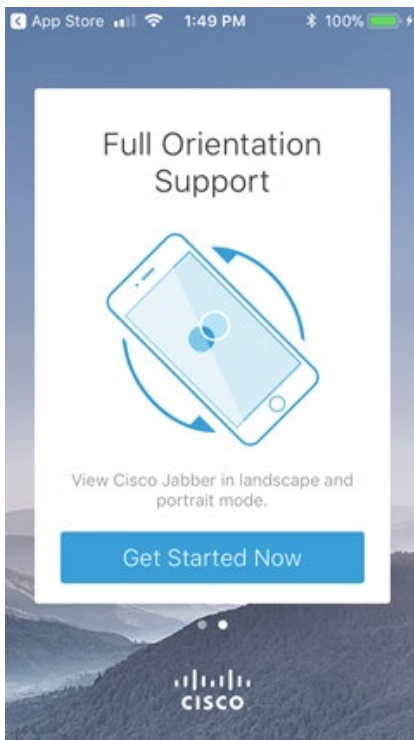 App Store 1:49 PM 100%
Full Orientation
Support
View Cisco Jabber in landscape and
portrait mode.
Get Started Now
CISCO